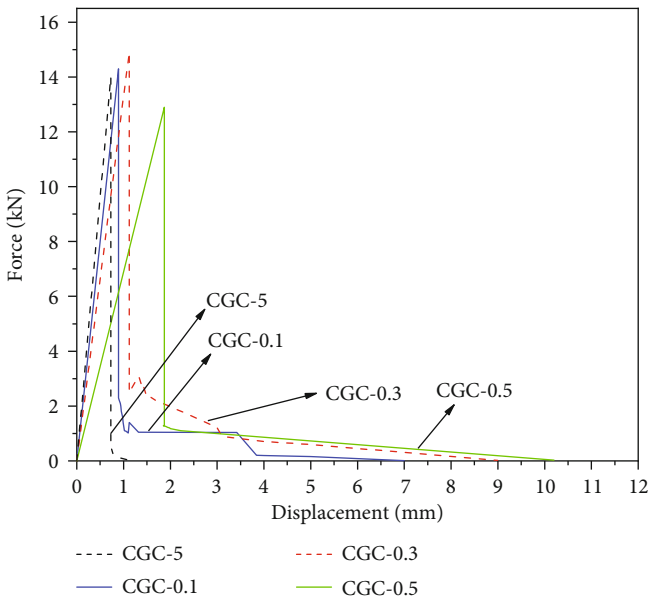 16
14
12
10
8
6
4
2
0
Force (kN)
CGC-5
CGC-0.1
CGC-0.3
CGC-0.5
0 1 2 3 4 5 6 7 8 9 10 11 12
Displacement (mm)
CGC-5 CGC-0.3
CGC-0.1 CGC-0.5